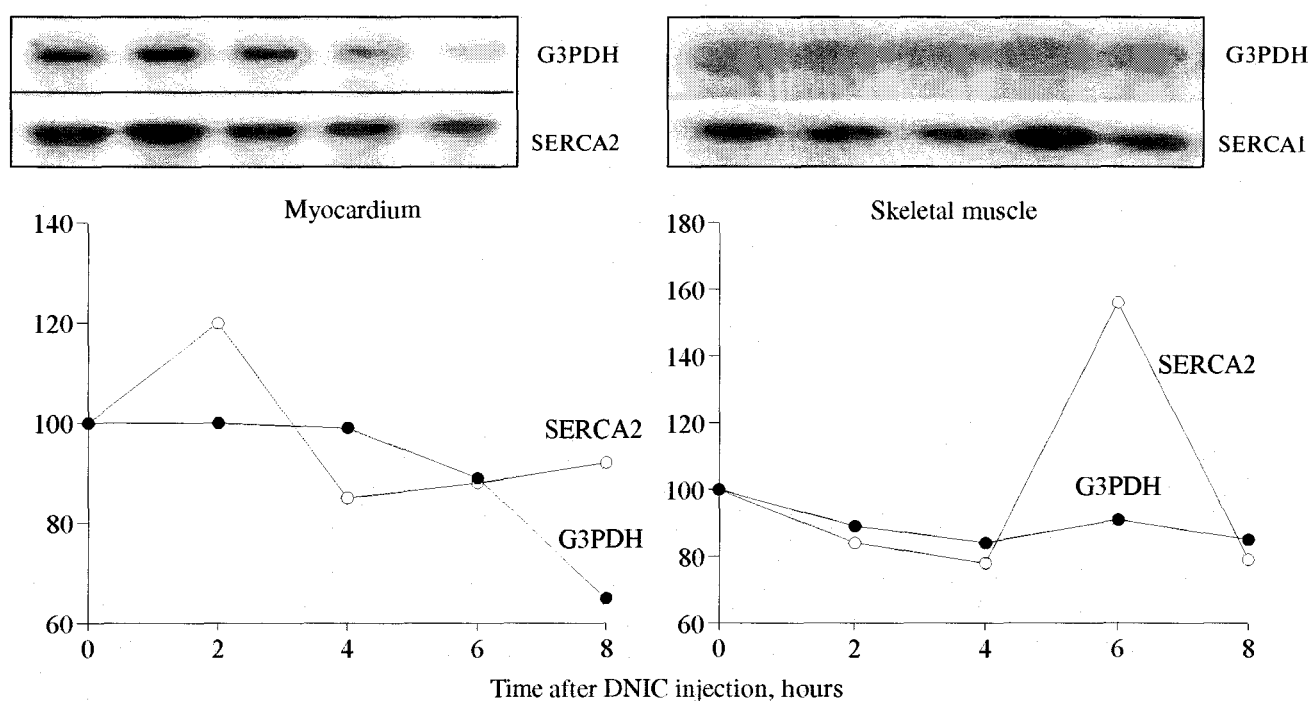 G3PDH
SERCA2
G3PDH
SERCA1
Myocardium
140
120
100
80
60
0 2 4 6 8
SERCA2
G3PDH
Skeletal muscle
180
160
140
120
100
80
60
0 2 4 6 8
SERCA2
G3PDH
Time after DNIC injection, hours